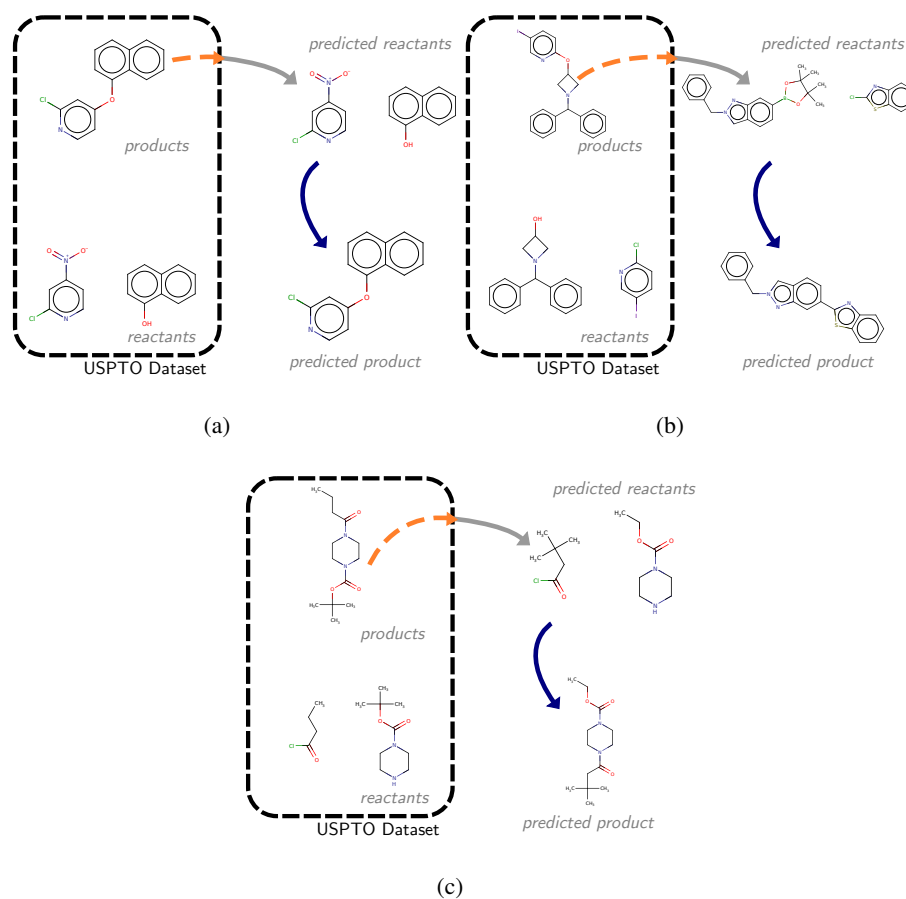 predicted reactants
products
reactants
USPTO Dataset
predicted product
(a)
predicted reactants
products
reactants
USPTO Dataset
predicted product
(b)
predicted reactants
products
reactants
USPTO Dataset
predicted product
(c)